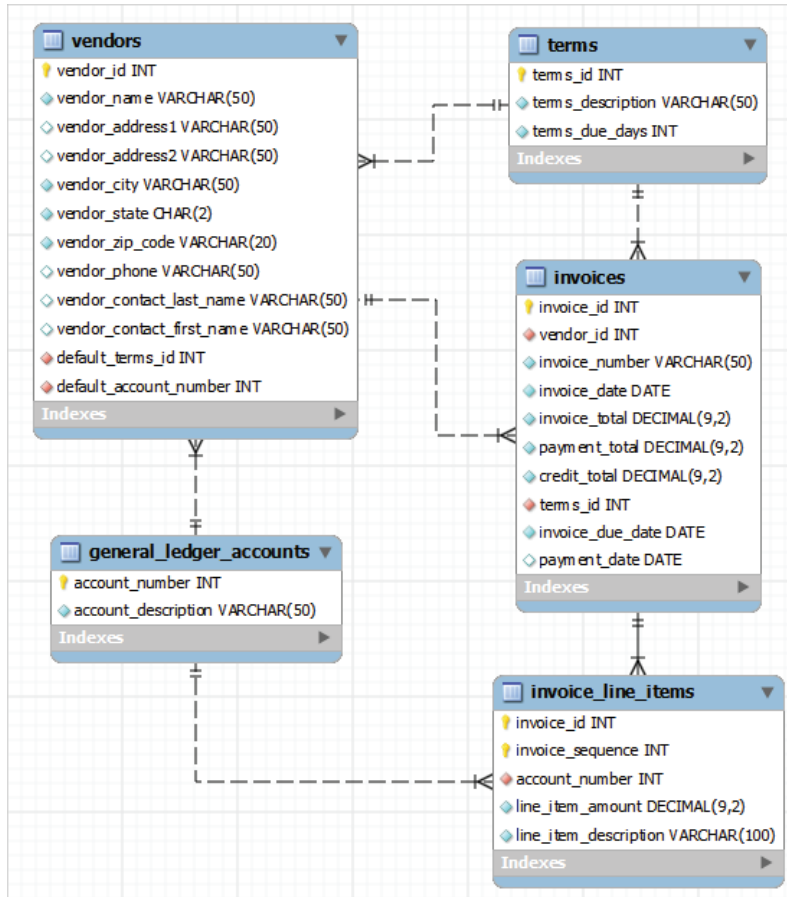 vendors
vendor_id INT
vendor_name VARCHAR(50)
vendor_address1 VARCHAR(50)
vendor_address2 VARCHAR(50)
vendor_city VARCHAR(50)
vendor_state CHAR(2)
vendor_zip_code VARCHAR(20)
vendor_phone VARCHAR(50)
vendor_contact_last_name VARCHAR(50)
vendor_contact_first_name VARCHAR(50)
default_terms_id INT
default_account_number INT
Indexes
terms
terms_id INT
terms_description VARCHAR(50)
terms_due_days INT
Indexes
invoices
invoice_id INT
vendor_id INT
invoice_number VARCHAR(50)
invoice_date DATE
invoice_total DECIMAL(9,2)
payment_total DECIMAL(9,2)
credit_total DECIMAL(9,2)
terms_id INT
invoice_due_date DATE
payment_date DATE
Indexes
general_ledger_accounts
account_number INT
account_description VARCHAR(50)
Indexes
invoice_line_items
invoice_id INT
invoice_sequence INT
account_number INT
line_item_amount DECIMAL(9,2)
line_item_description VARCHAR(100)
Indexes